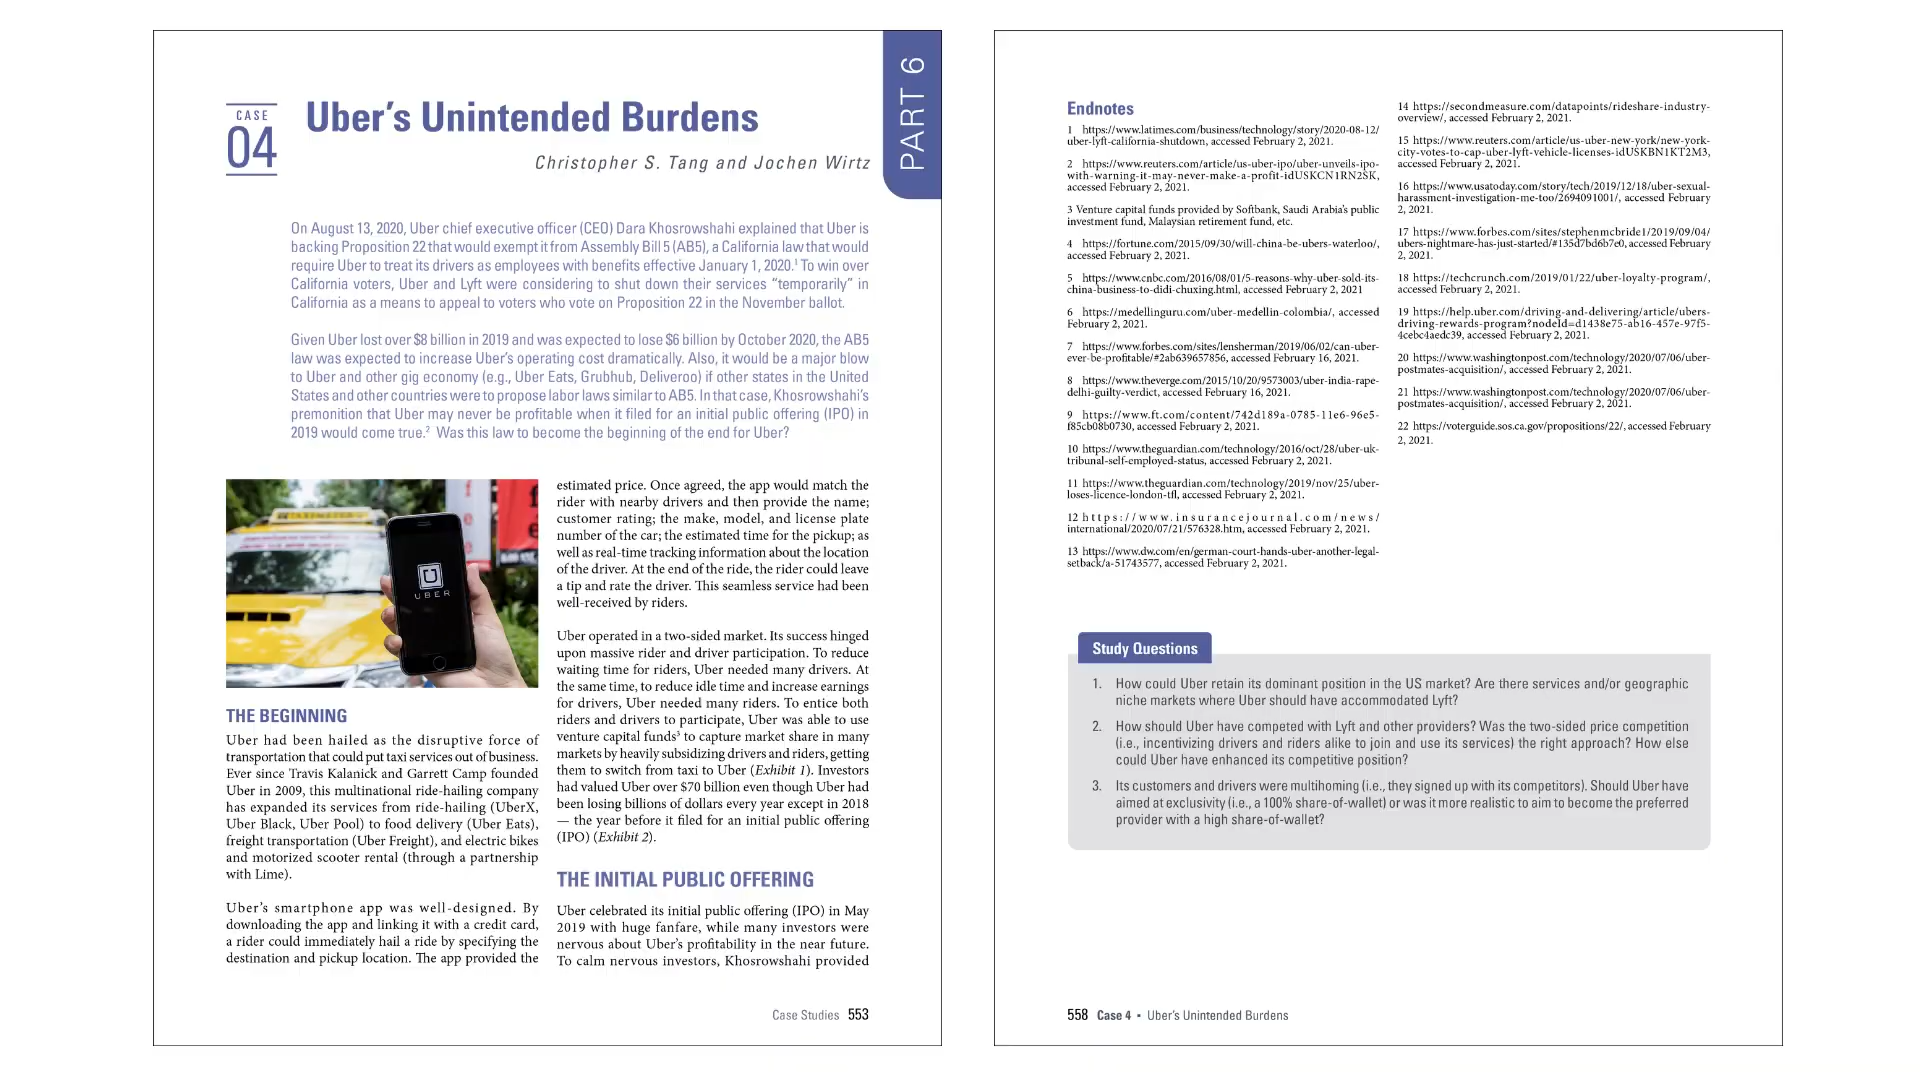 PART 6
CASE
04
Uber's Unintended Burdens
Christopher S. Tang and Jochen Wirtz
On August 13, 2020, Uber chief executive officer (CEO) Dara Khosrowshahi explained that Uber is
backing Proposition 22 that would exempt it from Assembly Bill 5 (AB5), a California law that would
require Uber to treat its drivers as employees with benefits effective January 1, 2020.1 To win over
California voters, Uber and Lyft were considering to shut down their services “temporarily” in
California as a means to appeal to voters who vote on Proposition 22 in the November ballot.
Given Uber lost over $8 billion in 2019 and was expected to lose $6 billion by October 2020, the AB5
law was expected to increase Uber's operating cost dramatically. Also, it would be a major blow
to Uber and other gig economy (e.g., Uber Eats, Grubhub, Deliveroo) if other states in the United
States and other countries were to propose labor laws similar to AB5. In that case, Khosrowshahi's
premonition that Uber may never be profitable when it filed for an initial public offering (IPO) in
2019 would come true.2 Was this law to become the beginning of the end for Uber?
UBER
THE BEGINNING
Uber had been hailed as the disruptive force of
transportation that could put taxi services out of business.
Ever since Travis Kalanick and Garrett Camp founded
Uber in 2009, this multinational ride-hailing company
has expanded its services from ride-hailing (UberX,
Uber Black, Uber Pool) to food delivery (Uber Eats),
freight transportation (Uber Freight), and electric bikes
and motorized scooter rental (through a partnership
with Lime).
Uber's smartphone app was well-designed. By
downloading the app and linking it with a credit card,
a rider could immediately hail a ride by specifying the
destination and pickup location. The app provided the
estimated price. Once agreed, the app would match the
rider with nearby drivers and then provide the name;
customer rating; the make, model, and license plate
number of the car; the estimated time for the pickup; as
well as real-time tracking information about the location
of the driver. At the end of the ride, the rider could leave
a tip and rate the driver. This seamless service had been
well-received by riders.
Uber operated in a two-sided market. Its success hinged
upon massive rider and driver participation. To reduce
waiting time for riders, Uber needed many drivers. At
the same time, to reduce idle time and increase earnings
for drivers, Uber needed many riders. To entice both
riders and drivers to participate, Uber was able to use
venture capital funds3 to capture market share in many
markets by heavily subsidizing drivers and riders, getting
them to switch from taxi to Uber (Exhibit 1). Investors
had valued Uber over $70 billion even though Uber had
been losing billions of dollars every year except in 2018
— the year before it filed for an initial public offering
(IPO) (Exhibit 2).
THE INITIAL PUBLIC OFFERING
Uber celebrated its initial public offering (IPO) in May
2019 with huge fanfare, while many investors were
nervous about Uber's profitability in the near future.
To calm nervous investors, Khosrowshahi provided
Case Studies 553
Endnotes
1 https://www.latimes.com/business/technology/story/2020-08-12/
uber-lyft-california-shutdown, accessed February 2, 2021.
2 https://www.reuters.com/article/us-uber-ipo/uber-unveils-ipo-
with-warning-it-may-never-make-a-profit-idUSKCN1RN2SK,
accessed February 2, 2021.
3 Venture capital funds provided by Softbank, Saudi Arabia's public
investment fund, Malaysian retirement fund, etc.
4 https://fortune.com/2015/09/30/will-china-be-ubers-waterloo/,
accessed February 2, 2021.
5 https://www.cnbc.com/2016/08/01/5-reasons-why-uber-sold-its-
china-business-to-didi-chuxing.html, accessed February 2, 2021
6 https://medellinguru.com/uber-medellin-colombia/, accessed
February 2, 2021.
7 https://www.forbes.com/sites/lensherman/2019/06/02/can-uber-
ever-be-profitable/#2ab639657856, accessed February 16, 2021.
8 https://www.theverge.com/2015/10/20/9573003/uber-india-rape-
delhi-guilty-verdict, accessed February 16, 2021.
9 https://www.ft.com/content/742d189a-0785-11e6-96e5-
f85cb08b0730, accessed February 2, 2021.
10 https://www.theguardian.com/technology/2016/oct/28/uber-uk-
tribunal-self-employed-status, accessed February 2, 2021.
11 https://www.theguardian.com/technology/2019/nov/25/uber-
loses-licence-london-tfl, accessed February 2, 2021.
12 https://www.insurancejournal.com/news/
international/2020/07/21/576328.htm, accessed February 2, 2021.
13 https://www.dw.com/en/german-court-hands-uber-another-legal-
setback/a-51743577, accessed February 2, 2021.
14 https://secondmeasure.com/datapoints/rideshare-industry-
overview/, accessed February 2, 2021.
15 https://www.reuters.com/article/us-uber-new-york/new-york-
city-votes-to-cap-uber-lyft-vehicle-licenses-idUSKBN1KT2M3,
accessed February 2, 2021.
16 https://www.usatoday.com/story/tech/2019/12/18/uber-sexual-
harassment-investigation-me-too/2694091001/, accessed February
2, 2021.
17 https://www.forbes.com/sites/stephenmcbride1/2019/09/04/
ubers-nightmare-has-just-started/#135d7bd6b7e0, accessed February
2, 2021.
18 https://techcrunch.com/2019/01/22/uber-loyalty-program/,
accessed February 2, 2021.
19 https://help.uber.com/driving-and-delivering/article/ubers-
driving-rewards-program?nodeId=d1438e75-ab16-457e-97f5-
4cebc4aedc39, accessed February 2, 2021.
20 https://www.washingtonpost.com/technology/2020/07/06/uber-
postmates-acquisition/, accessed February 2, 2021.
21 https://www.washingtonpost.com/technology/2020/07/06/uber-
postmates-acquisition/, accessed February 2, 2021.
22 https://voterguide.sos.ca.gov/propositions/22/, accessed February
2, 2021.
Study Questions
1. How could Uber retain its dominant position in the US market? Are there services and/or geographic
niche markets where Uber should have accommodated Lyft?
2. How should Uber have competed with Lyft and other providers? Was the two-sided price competition
(i.e., incentivizing drivers and riders alike to join and use its services) the right approach? How else
could Uber have enhanced its competitive position?
3. Its customers and drivers were multihoming (i.e., they signed up with its competitors). Should Uber have
aimed at exclusivity (i.e., a 100% share-of-wallet) or was it more realistic to aim to become the preferred
provider with a high share-of-wallet?
558 Case 4 ▪ Uber's Unintended Burdens